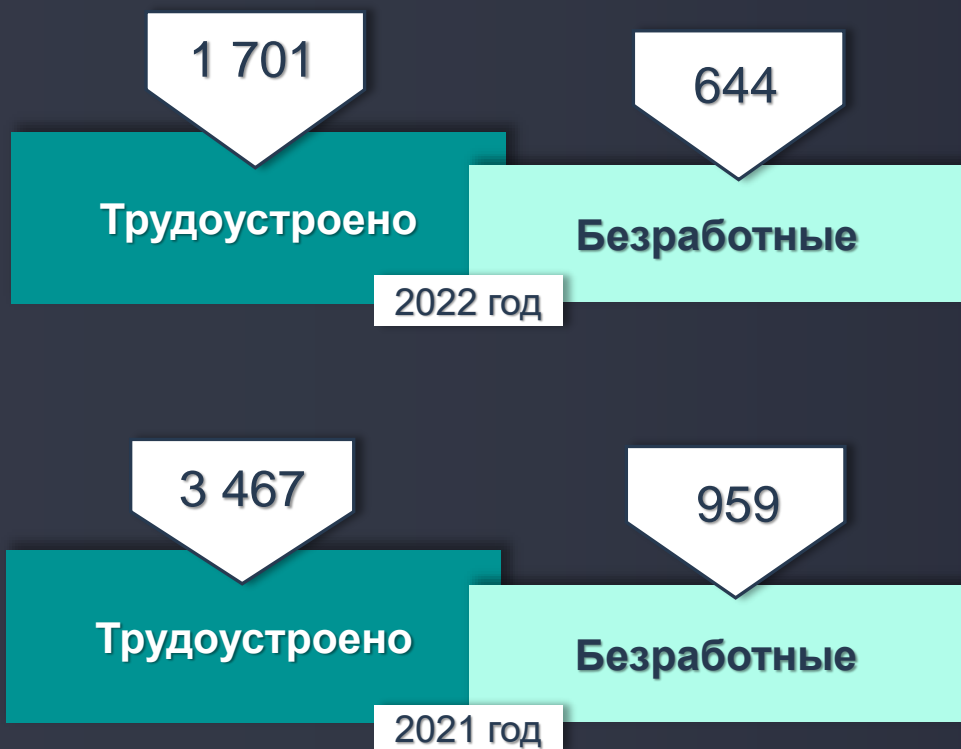 1 701
644
Трудоустроено
Безработные
2022 год
3 467
959
Трудоустроено
Безработные
2021 год